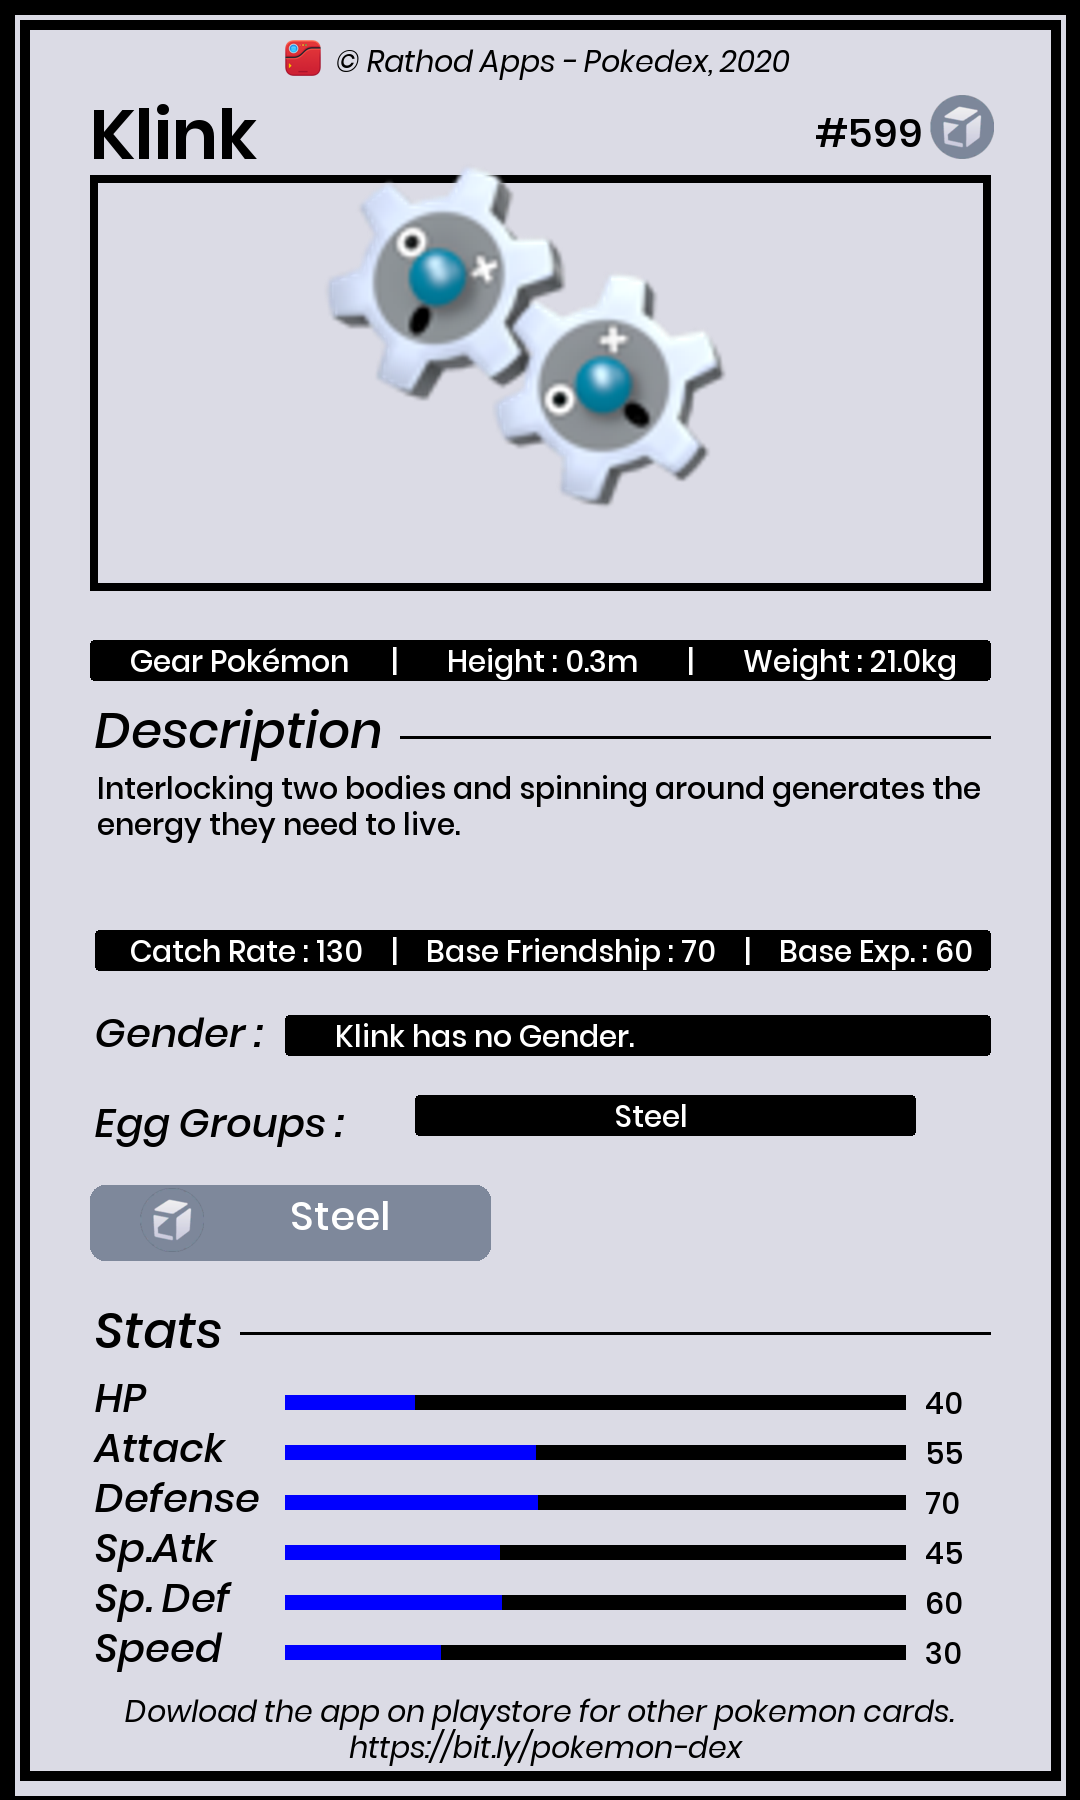 © Rathod Apps - Pokedex, 2020
Klink
#599
Gear Pokémon | Height : 0.3m | Weight : 21.0kg
Description
Interlocking two bodies and spinning around generates the
energy they need to live.
Catch Rate : 130 | Base Friendship : 70 | Base Exp. : 60
Gender : Klink has no Gender.
Egg Groups : Steel
Steel
Stats
HP 40
Attack 55
Defense 70
Sp.Atk 45
Sp. Def 60
Speed 30
Dowload the app on playstore for other pokemon cards.
https://bit.ly/pokemon-dex